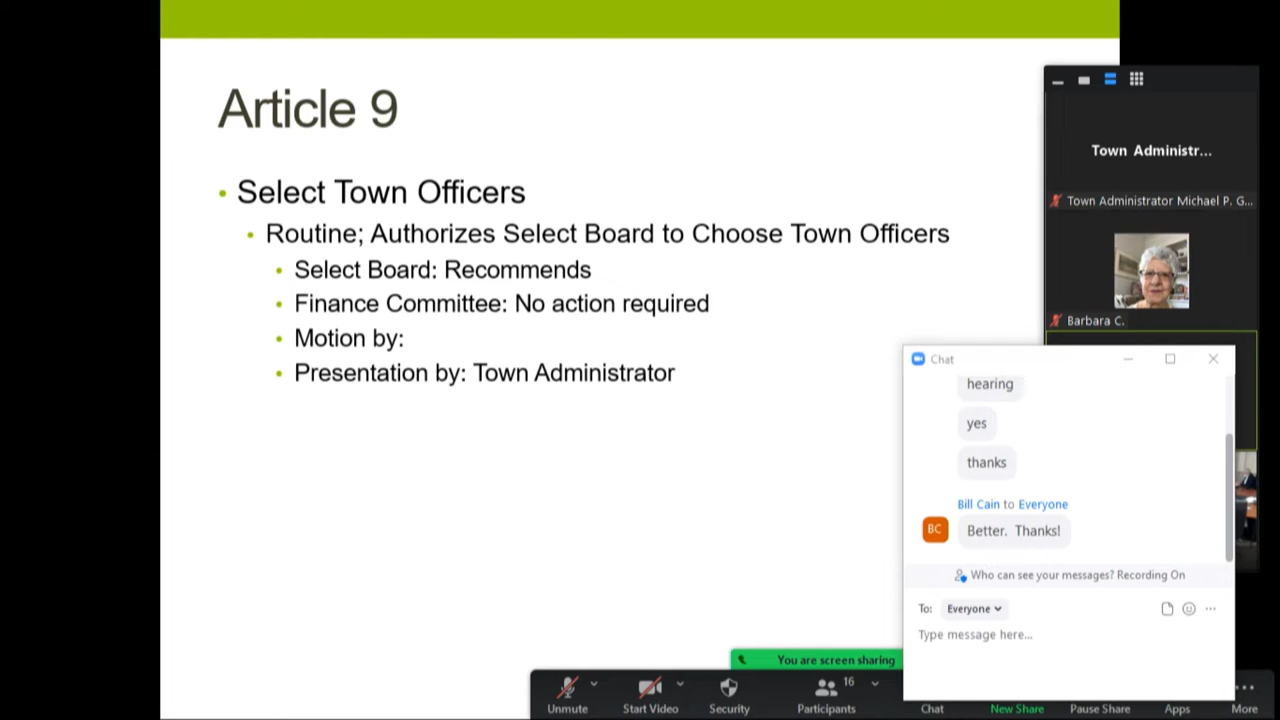 Article 9
• Select Town Officers
• Routine; Authorizes Select Board to Choose Town Officers
• Select Board: Recommends
• Finance Committee: No action required
• Motion by:
• Presentation by: Town Administrator
Town Administr...
Town Administrator Michael P. G...
Barbara C.
Chat
hearing
yes
thanks
Bill Cain to Everyone
BC
Better. Thanks!
Who can see your messages? Recording On
To: Everyone
Type message here...
You are screen sharing
16
Unmute
Start Video
Security
Participants
Chat
New Share
Pause Share
Apps
More